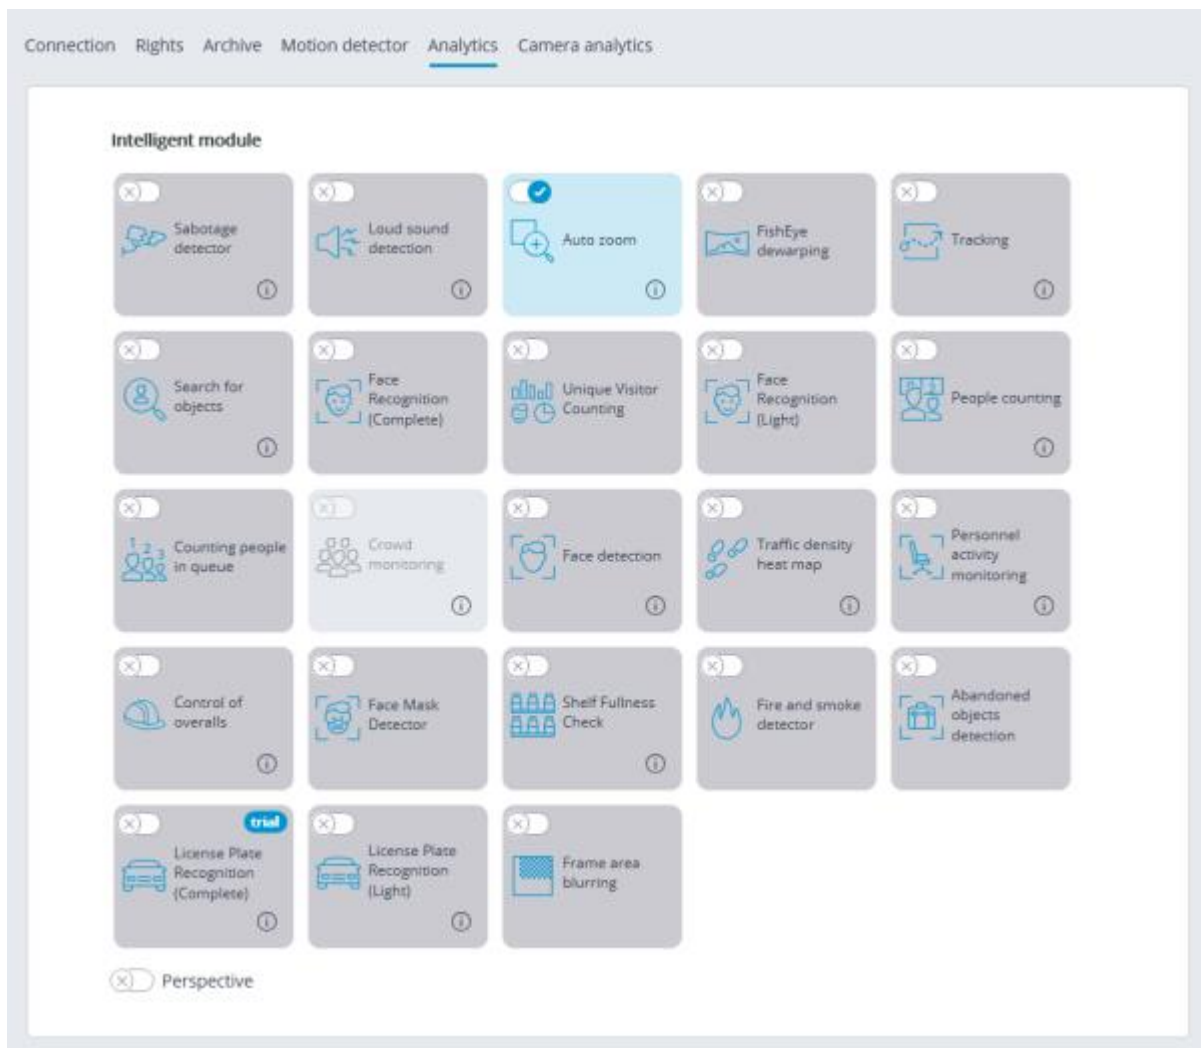 Connection Rights Archive Motion detector Analytics Camera analytics
Intelligent module
Sabotage
detector
Loud sound
detection
Auto zoom
FishEye
dewarping
Tracking
Search for
objects
Face
Recognition
(Complete)
Unique Visitor
Counting
Face
Recognition
(Light)
People counting
1 2 3
Counting people
in queue
Crowd
monitoring
Face detection
Traffic density
heat map
Personnel
activity
monitoring
Control of
overalls
Face Mask
Detector
Shelf Fullness
Check
Fire and smoke
detector
Abandoned
objects
detection
trial
License Plate
Recognition
(Complete)
License Plate
Recognition
(Light)
Frame area
blurring
Perspective